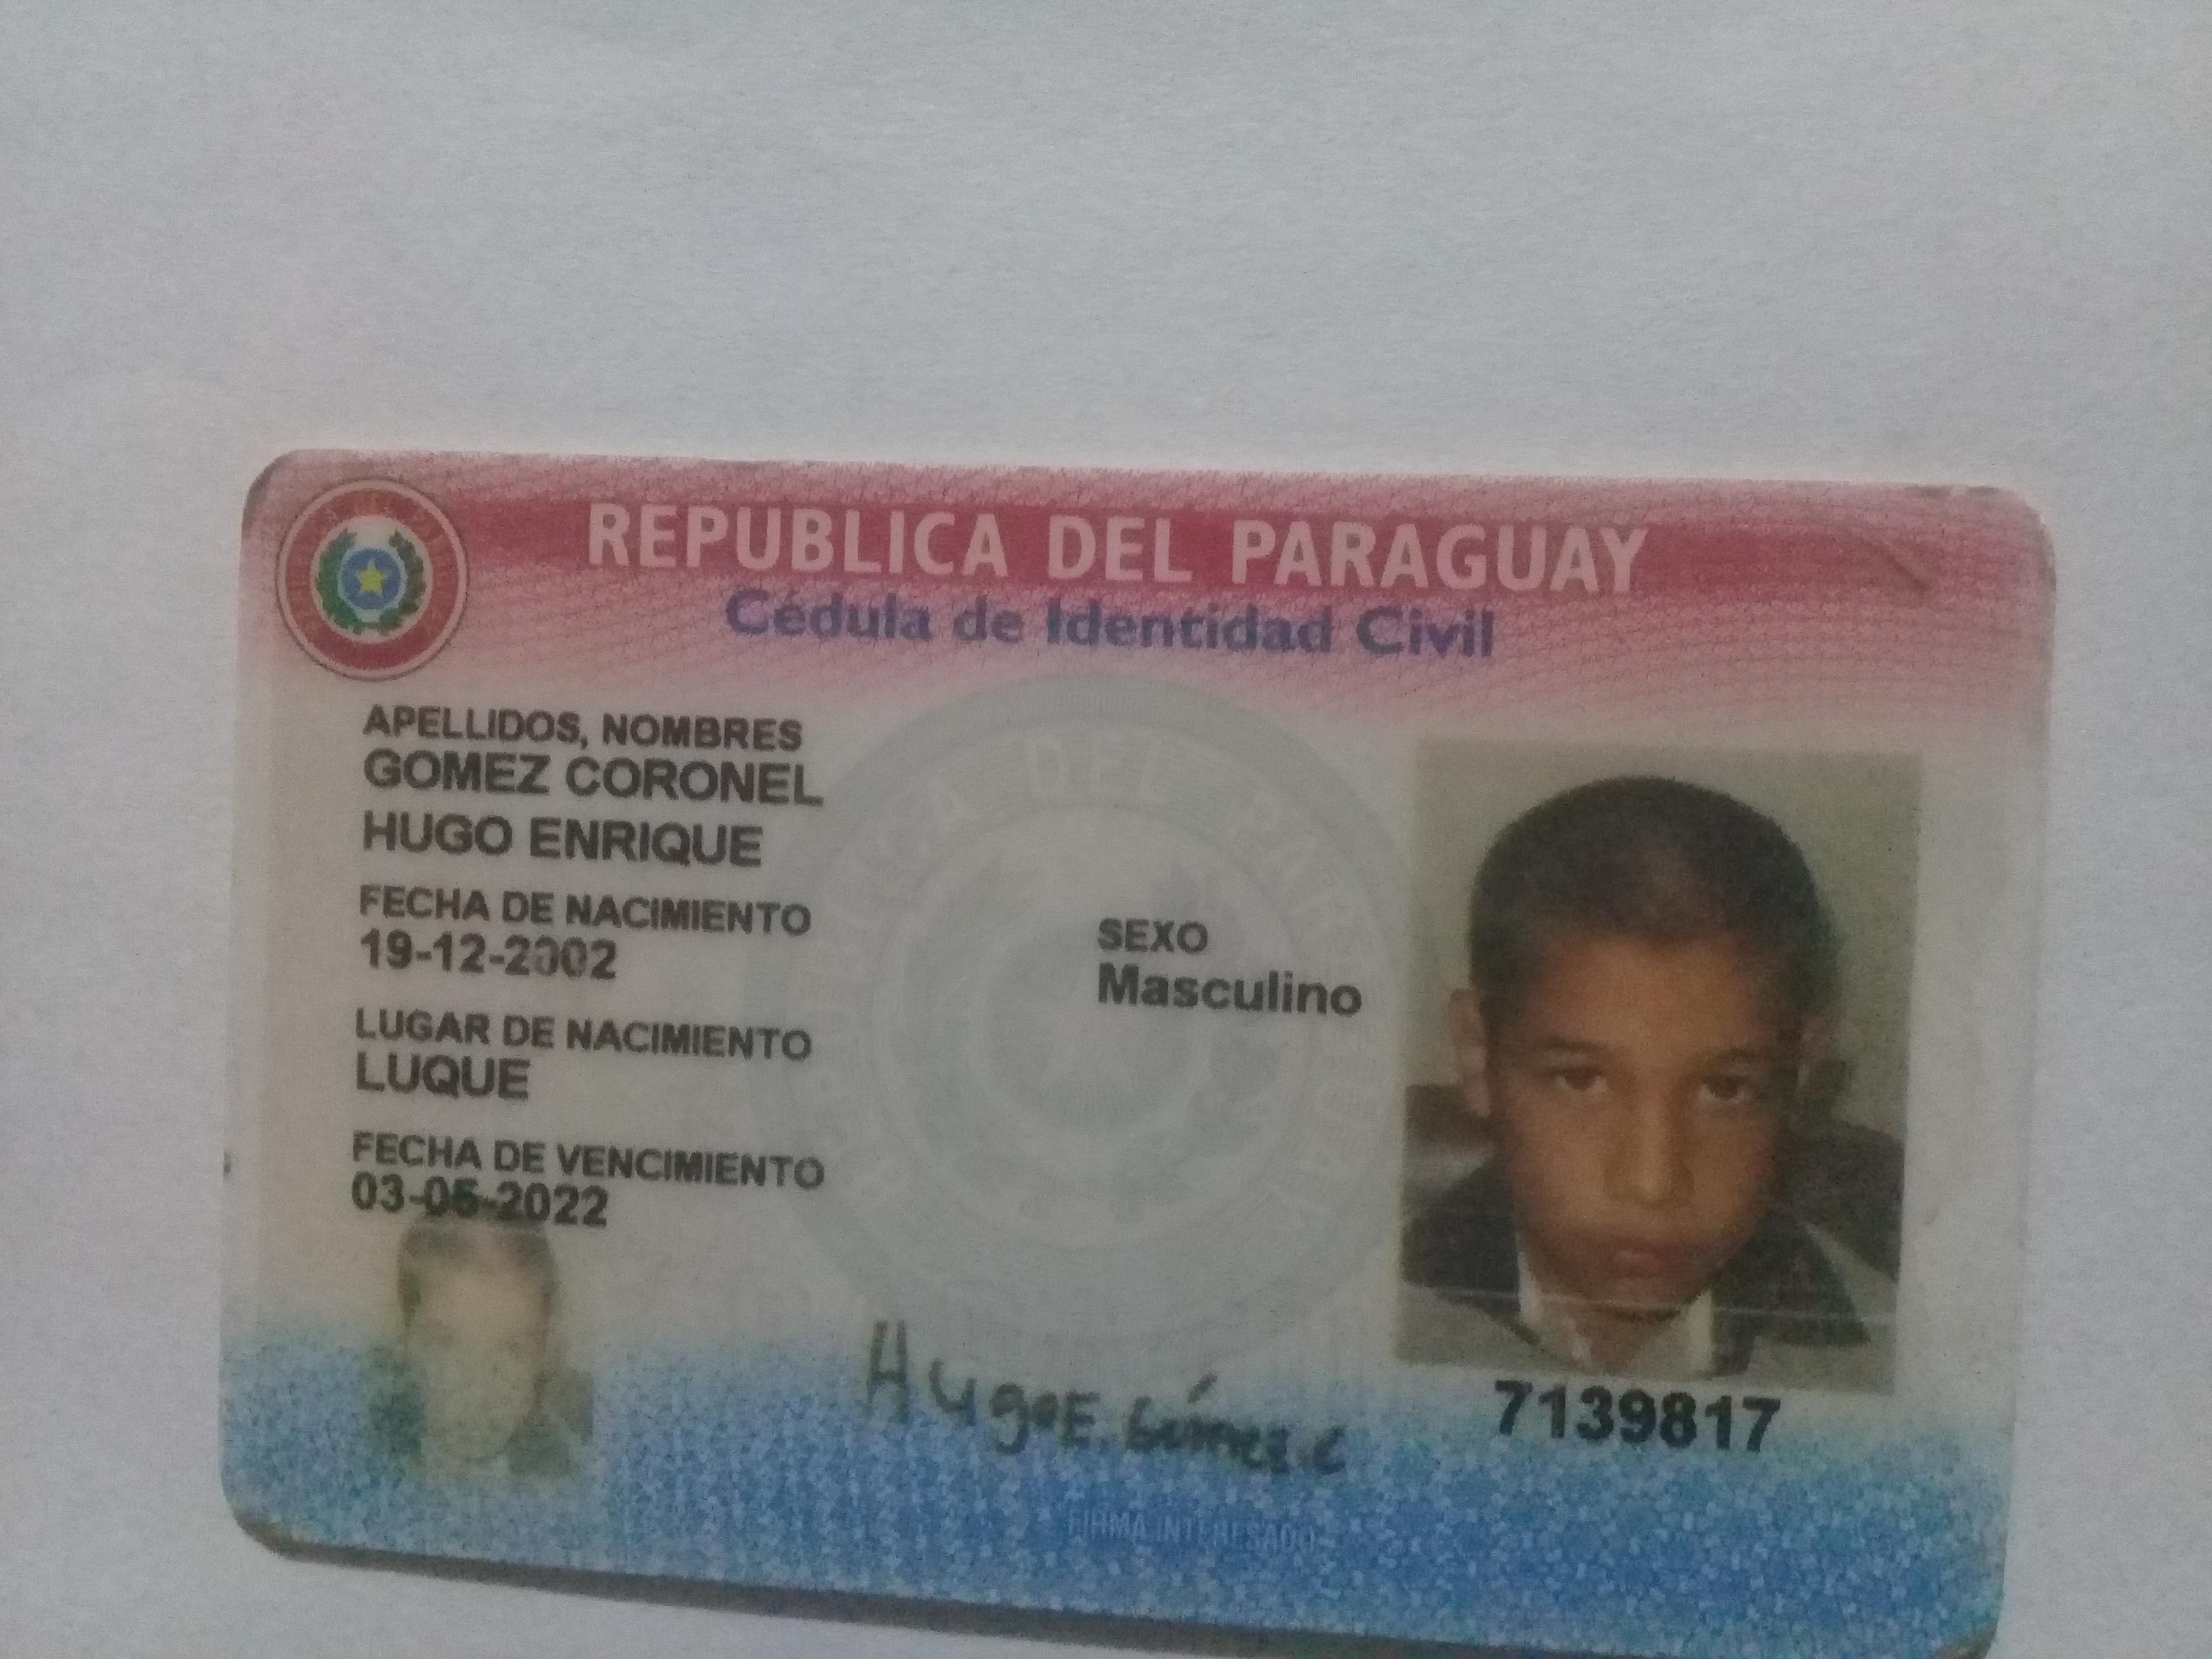 REPUBLICA DEL PARAGUAY
Cédula de Identidad Civil
APELLIDOS, NOMBRES
GOMEZ CORONEL
HUGO ENRIQUE
FECHA DE NACIMIENTO
19-12-2002
SEXO
Masculino
LUGAR DE NACIMIENTO
LUQUE
FECHA DE VENCIMIENTO
03-05-2022
Hugo E. Gómez C
7139817
FIRMA INTERESADO